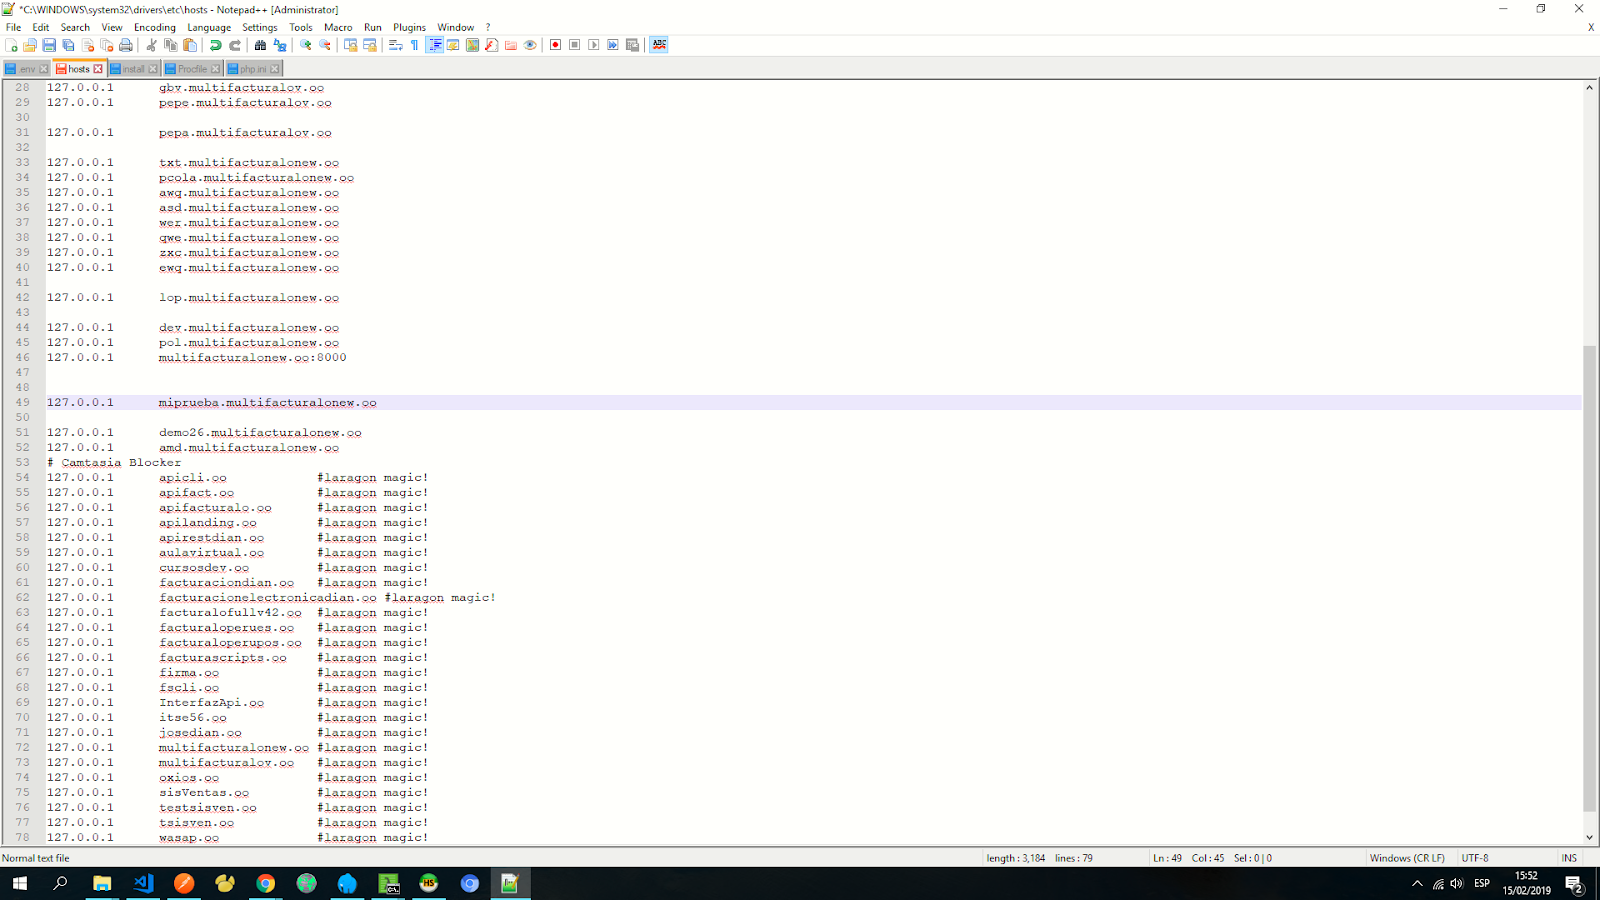 *C:\WINDOWS\system32\drivers\etc\hosts - Notepad++ [Administrator]
File Edit Search View Encoding Language Settings Tools Macro Run Plugins Window ? X
.env hosts install Procfile php.ini
28 127.0.0.1 gbv.multifacturalov.oo
29 127.0.0.1 pepe.multifacturalov.oo
30
31 127.0.0.1 pepa.multifacturalov.oo
32
33 127.0.0.1 txt.multifacturalonew.oo
34 127.0.0.1 pcola.multifacturalonew.oo
35 127.0.0.1 awq.multifacturalonew.oo
36 127.0.0.1 asd.multifacturalonew.oo
37 127.0.0.1 wer.multifacturalonew.oo
38 127.0.0.1 qwe.multifacturalonew.oo
39 127.0.0.1 zxc.multifacturalonew.oo
40 127.0.0.1 ewq.multifacturalonew.oo
41
42 127.0.0.1 lop.multifacturalonew.oo
43
44 127.0.0.1 dev.multifacturalonew.oo
45 127.0.0.1 pol.multifacturalonew.oo
46 127.0.0.1 multifacturalonew.oo:8000
47
48
49 127.0.0.1 miprueba.multifacturalonew.oo
50
51 127.0.0.1 demo26.multifacturalonew.oo
52 127.0.0.1 amd.multifacturalonew.oo
53 # Camtasia Blocker
54 127.0.0.1 apicli.oo #laragon magic!
55 127.0.0.1 apifact.oo #laragon magic!
56 127.0.0.1 apifacturalo.oo #laragon magic!
57 127.0.0.1 apilanding.oo #laragon magic!
58 127.0.0.1 apirestdian.oo #laragon magic!
59 127.0.0.1 aulavirtual.oo #laragon magic!
60 127.0.0.1 cursosdev.oo #laragon magic!
61 127.0.0.1 facturaciondian.oo #laragon magic!
62 127.0.0.1 facturacionelectronicadian.oo #laragon magic!
63 127.0.0.1 facturalofullv42.oo #laragon magic!
64 127.0.0.1 facturaloperues.oo #laragon magic!
65 127.0.0.1 facturaloperupos.oo #laragon magic!
66 127.0.0.1 facturascripts.oo #laragon magic!
67 127.0.0.1 firma.oo #laragon magic!
68 127.0.0.1 fscli.oo #laragon magic!
69 127.0.0.1 InterfazApi.oo #laragon magic!
70 127.0.0.1 itse56.oo #laragon magic!
71 127.0.0.1 josedian.oo #laragon magic!
72 127.0.0.1 multifacturalonew.oo #laragon magic!
73 127.0.0.1 multifacturalov.oo #laragon magic!
74 127.0.0.1 oxios.oo #laragon magic!
75 127.0.0.1 sisVentas.oo #laragon magic!
76 127.0.0.1 testsisven.oo #laragon magic!
77 127.0.0.1 tsisven.oo #laragon magic!
78 127.0.0.1 wasap.oo #laragon magic!
Normal text file length : 3,184 lines : 79 Ln : 49 Col : 45 Sel : 0 | 0 Windows (CR LF) UTF-8 INS
ESP 15:52
15/02/2019 2